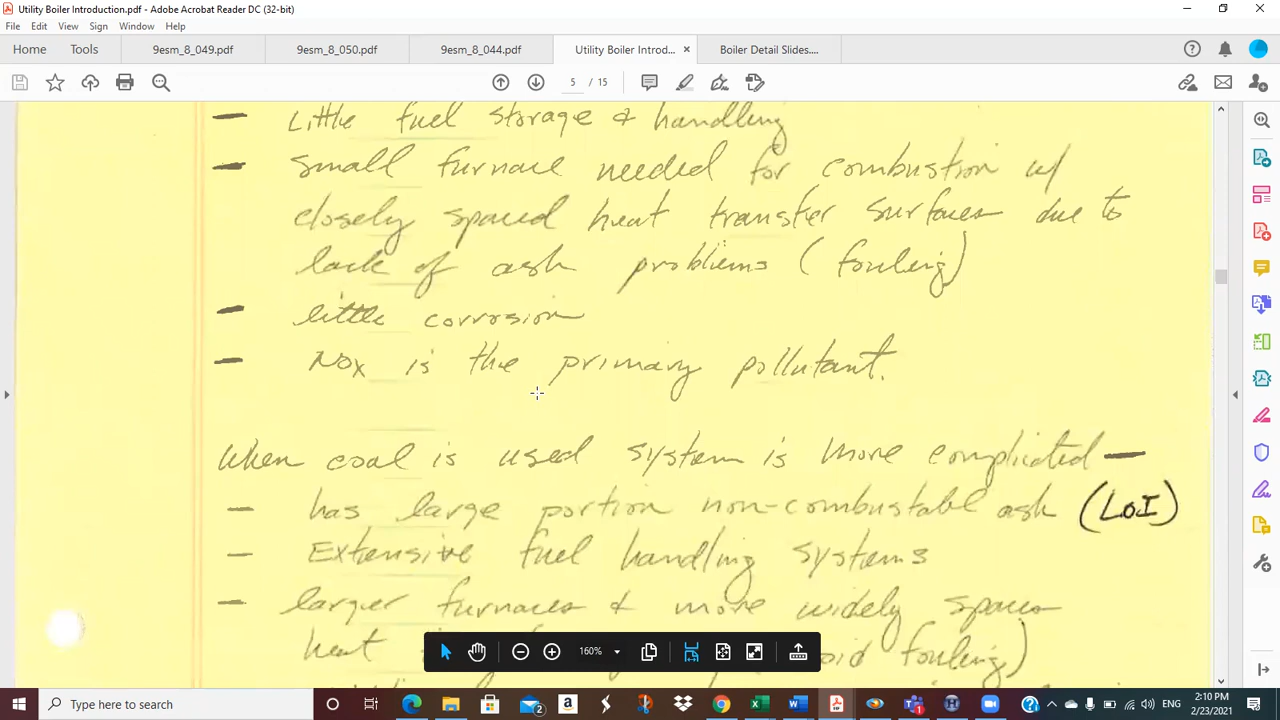 Utility Boiler Introduction.pdf - Adobe Acrobat Reader DC (32-bit)
File Edit View Sign Window Help
Home Tools 9esm_8_049.pdf 9esm_8_050.pdf 9esm_8_044.pdf Utility Boiler Introd... × Boiler Detail Slides....
5 / 15
— Little fuel storage & handling
— small furnace needed for combustion w/
closely spaced heat transfer surfaces due to
lack of ash problems (fouling)
— little corrosion
— NOx is the primary pollutant.
When coal is used system is more complicated —
— has large portion non-combustable ash (LOI)
— Extensive fuel handling systems
— larger furnaces & more widely spaces
heat oid fouling)
160%
Type here to search
2
ENG
2:10 PM
2/23/2021